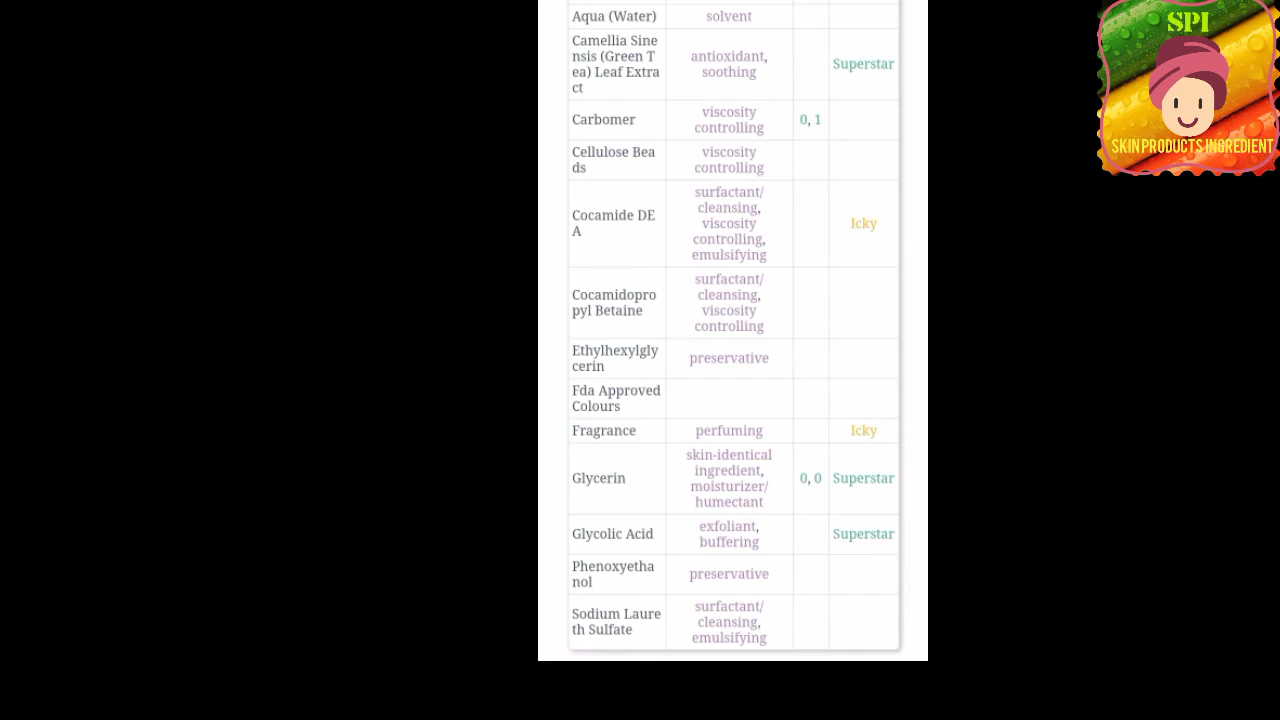 Aqua (Water) solvent
Camellia Sine
nsis (Green T
ea) Leaf Extra
ct
antioxidant,
soothing
Superstar
Carbomer
viscosity
controlling
0, 1
Cellulose Bea
ds
viscosity
controlling
Cocamide DE
A
surfactant/
cleansing,
viscosity
controlling,
emulsifying
Icky
Cocamidopro
pyl Betaine
surfactant/
cleansing,
viscosity
controlling
Ethylhexylgly
cerin
preservative
Fda Approved
Colours
Fragrance perfuming Icky
Glycerin
skin-identical
ingredient,
moisturizer/
humectant
0, 0 Superstar
Glycolic Acid
exfoliant,
buffering
Superstar
Phenoxyetha
nol
preservative
Sodium Laure
th Sulfate
surfactant/
cleansing,
emulsifying
SPI
SKIN PRODUCTS INGREDIENT